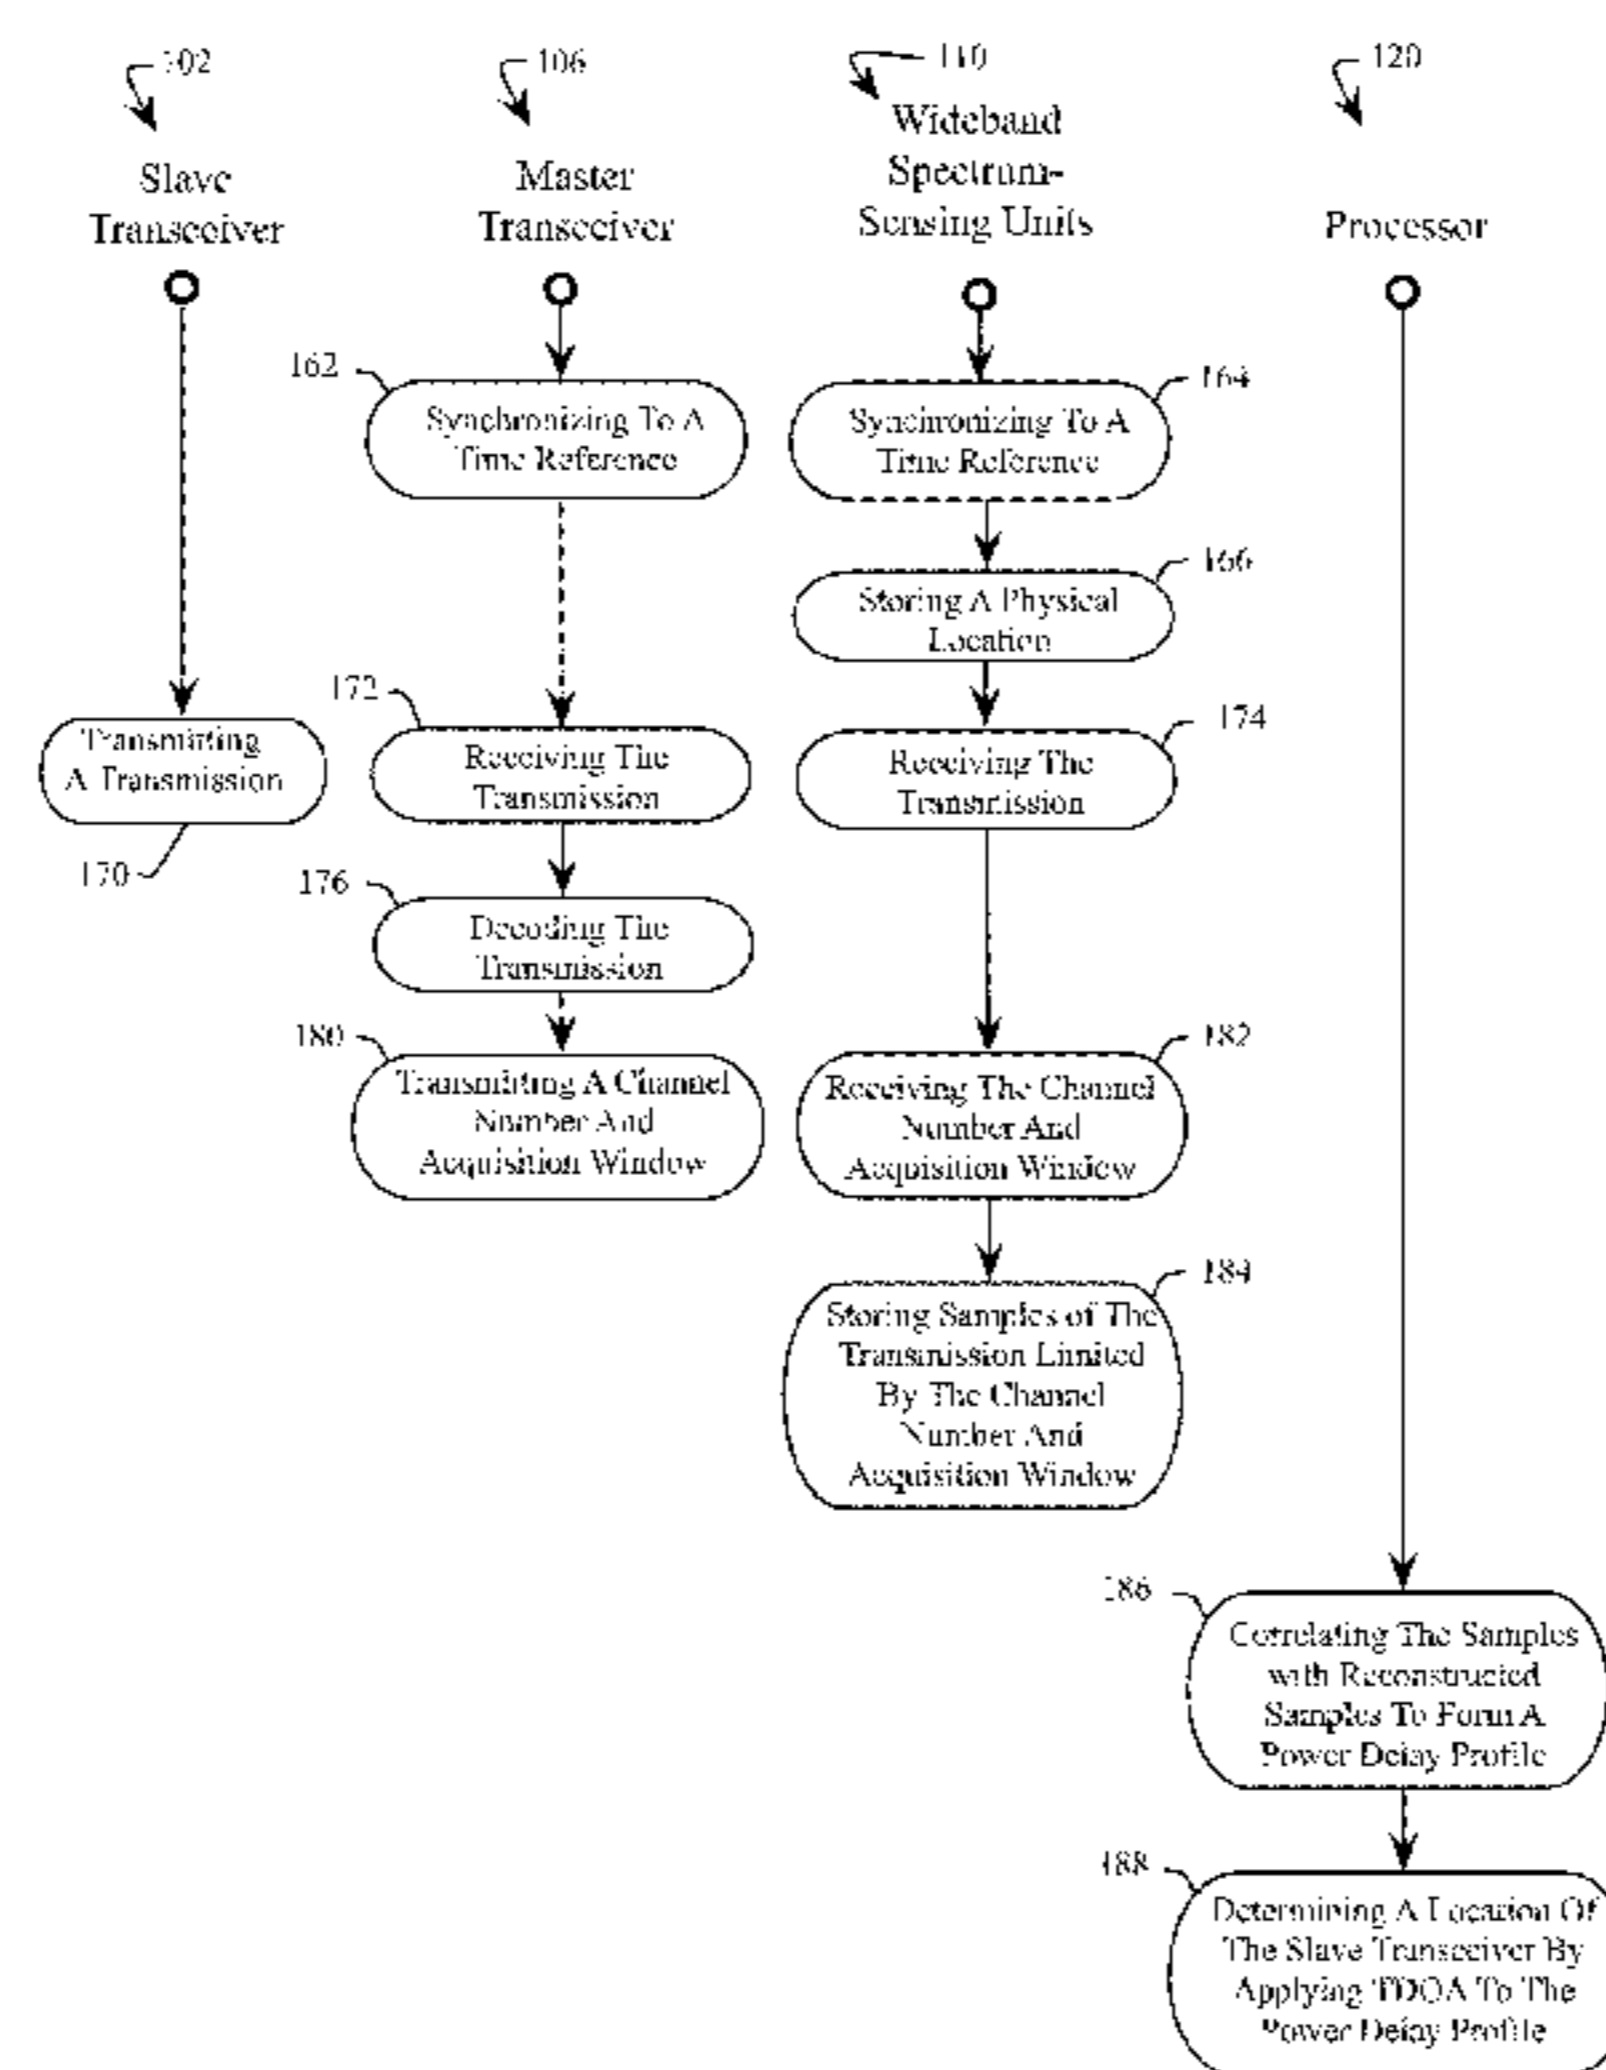 102
Slave
Transceiver
106
Master
Transceiver
110
Wideband
Spectrum-
Sensing Units
120
Processor
162
Synchronizing To A
Time Reference
164
Synchronizing To A
Time Reference
166
Storing A Physical
Location
Transmitting
A Transmission
170
172
Receiving The
Transmission
174
Receiving The
Transmission
176
Decoding The
Transmission
180
Transmitting A Channel
Number And
Acquisition Window
182
Receiving The Channel
Number And
Acquisition Window
184
Storing Samples of The
Transmission Limited
By The Channel
Number And
Acquisition Window
186
Correlating The Samples
with Reconstructed
Samples To Form A
Power Delay Profile
188
Determining A Location Of
The Slave Transceiver By
Applying TDOA To The
Power Delay Profile